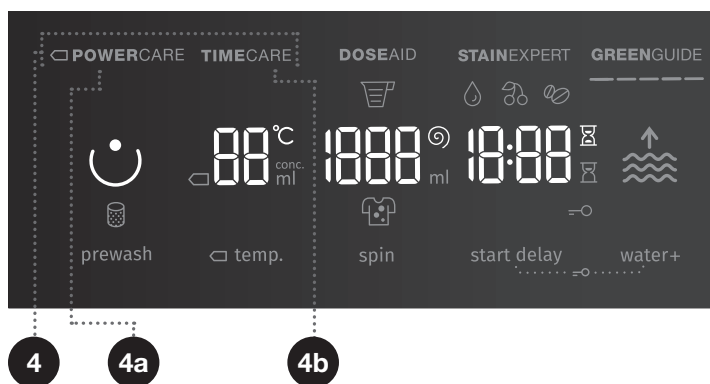 POWERCARE TIMECARE DOSEAID STAINEXPERT GREENGUIDE
88 °C conc. ml 1888 ml 18:88
prewash temp. spin start delay water+
4 4a 4b